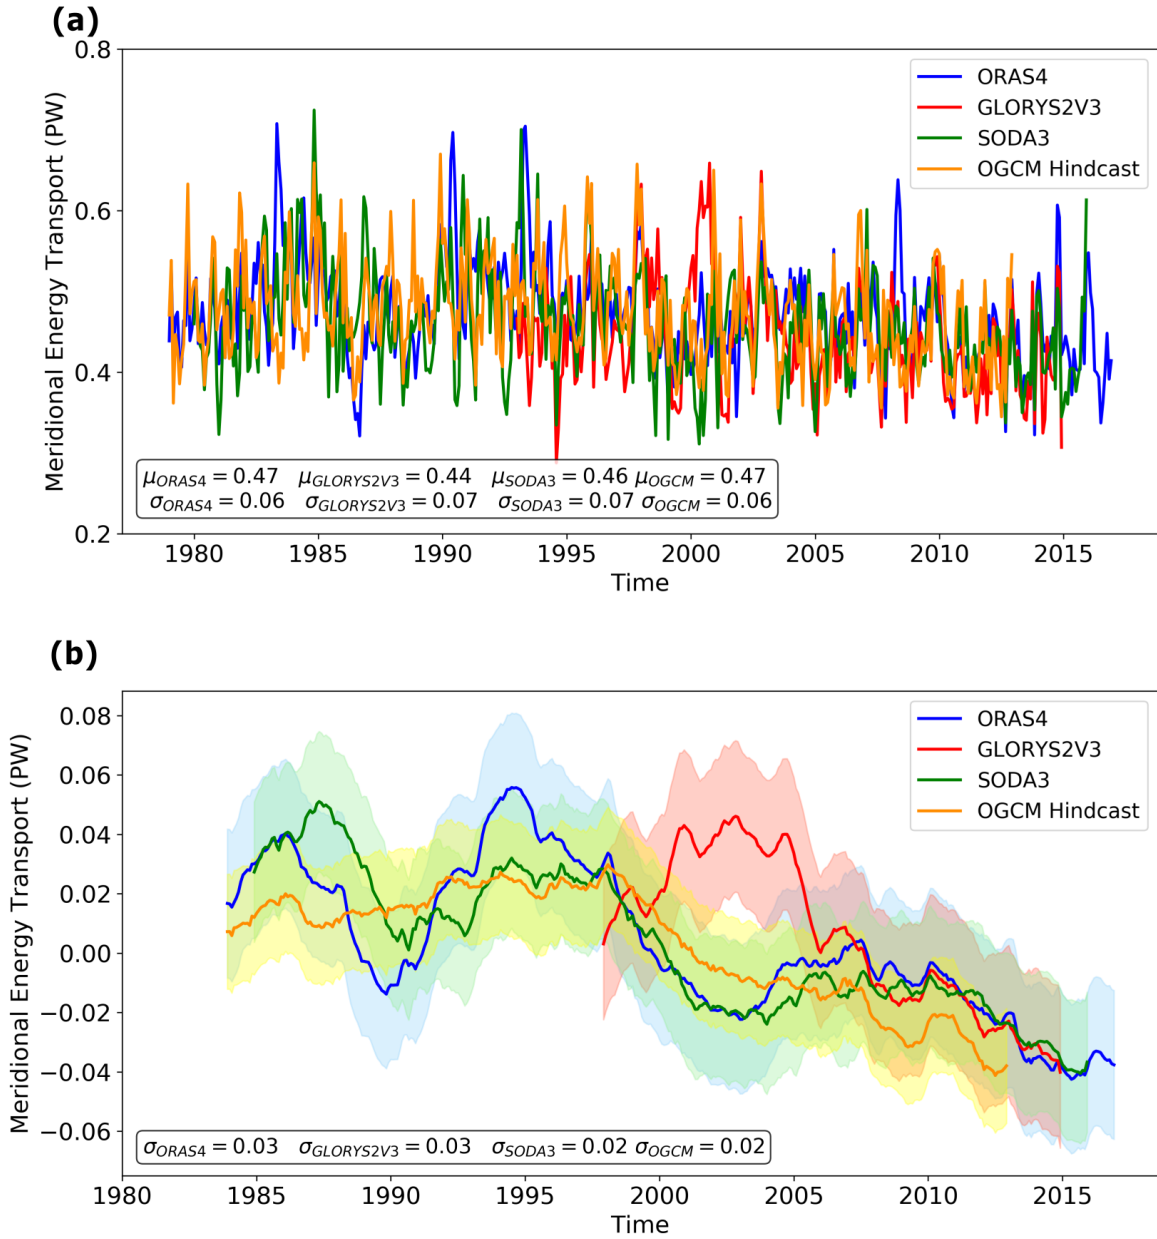 (a)
Meridional Energy Transport (PW)
0.8
0.6
0.4
0.2
ORAS4
GLORYS2V3
SODA3
OGCM Hindcast
μORAS4 = 0.47 μGLORYS2V3 = 0.44 μSODA3 = 0.46 μOGCM = 0.47
σORAS4 = 0.06 σGLORYS2V3 = 0.07 σSODA3 = 0.07 σOGCM = 0.06
1980 1985 1990 1995 2000 2005 2010 2015
Time
(b)
Meridional Energy Transport (PW)
0.08
0.06
0.04
0.02
0.00
−0.02
−0.04
−0.06
ORAS4
GLORYS2V3
SODA3
OGCM Hindcast
σORAS4 = 0.03 σGLORYS2V3 = 0.03 σSODA3 = 0.02 σOGCM = 0.02
1980 1985 1990 1995 2000 2005 2010 2015
Time